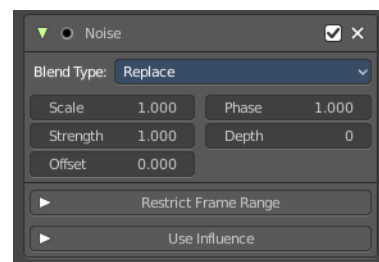 Noise
Blend Type: Replace
Scale 1.000 Phase 1.000
Strength 1.000 Depth 0
Offset 0.000
Restrict Frame Range
Use Influence